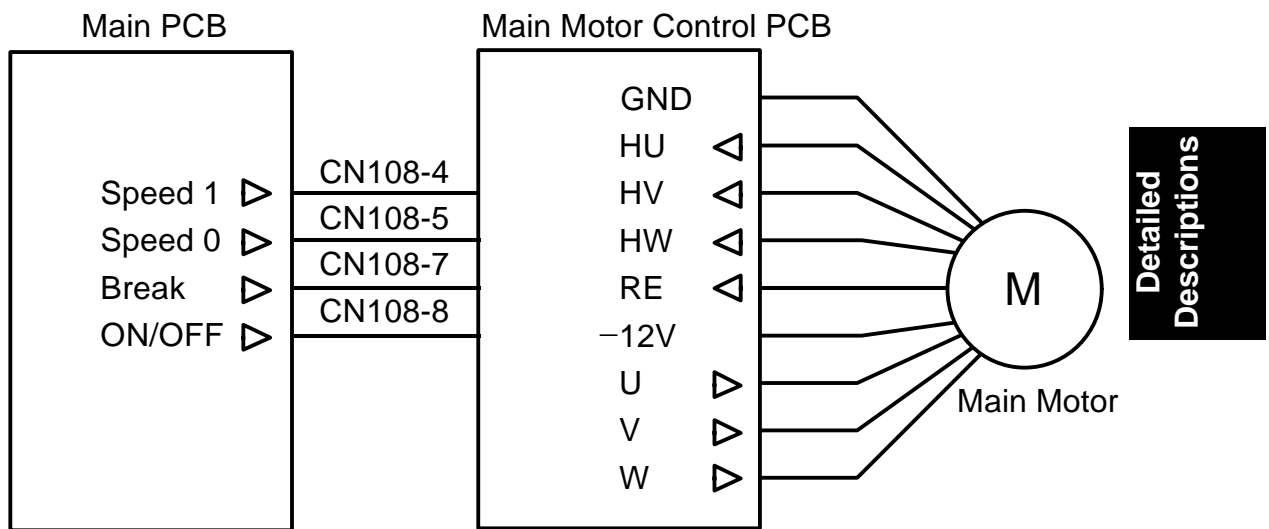 Main PCB
Main Motor Control PCB
Speed 1
Speed 0
Break
ON/OFF
CN108-4
CN108-5
CN108-7
CN108-8
GND
HU
HV
HW
RE
−12V
U
V
W
M
Main Motor
Detailed
Descriptions